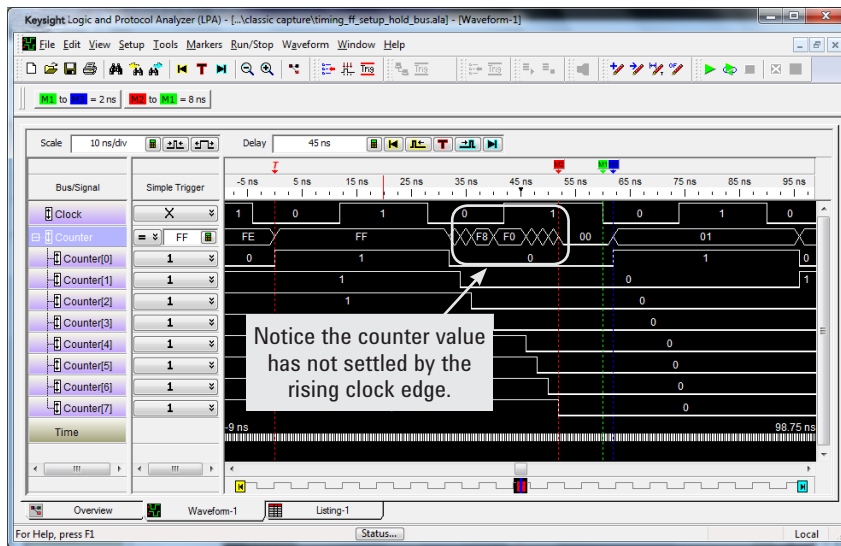 Keysight Logic and Protocol Analyzer (LPA) - [...\classic capture\timing_ff_setup_hold_bus.ala] - [Waveform-1]
File Edit View Setup Tools Markers Run/Stop Waveform Window Help
T Trig Trig Trig
M1 to M3 = 2 ns M2 to M1 = 8 ns
Scale 10 ns/div Delay 45 ns T
T M2 M1
Bus/Signal Simple Trigger -5 ns 5 ns 15 ns 25 ns 35 ns 45 ns 55 ns 65 ns 75 ns 85 ns 95 ns
Clock X 1 0 1 0 1 0 1 0
Counter = FF FE FF F8 F0 00 01
Counter[0] 1 0 1 0 1 0
Counter[1] 1 1 0 1
Counter[2] 1 1 0
Counter[3] 1 0
Counter[4] 1 0
Counter[5] 1 0
Counter[6] 1 0
Counter[7] 1 0
Notice the counter value
has not settled by the
rising clock edge.
Time -9 ns 98.75 ns
Overview Waveform-1 Listing-1
For Help, press F1 Status... Local